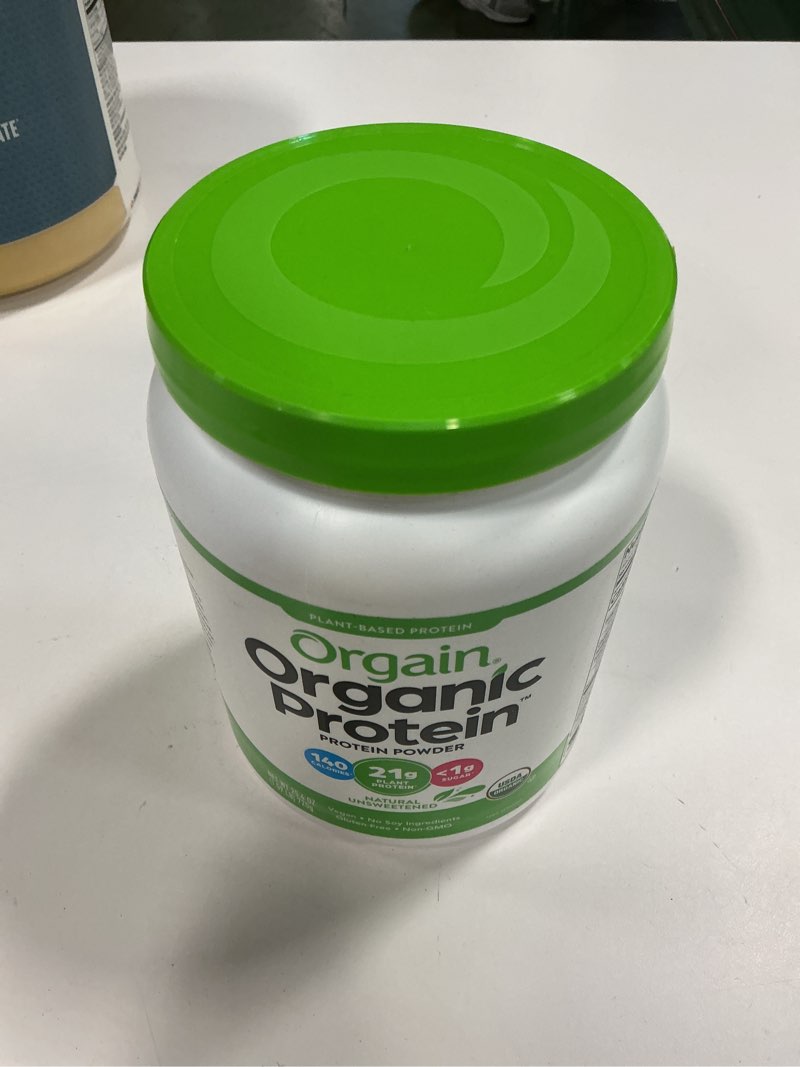 ATE
PLANT-BASED PROTEIN
Orgain®
Organic
Protein™
PROTEIN POWDER
140
CALORIES
21g
PLANT
PROTEIN
<1g
SUGAR
NATURAL
UNSWEETENED
USDA
ORGANIC
Vegan • No Soy Ingredients
Gluten Free • Non-GMO